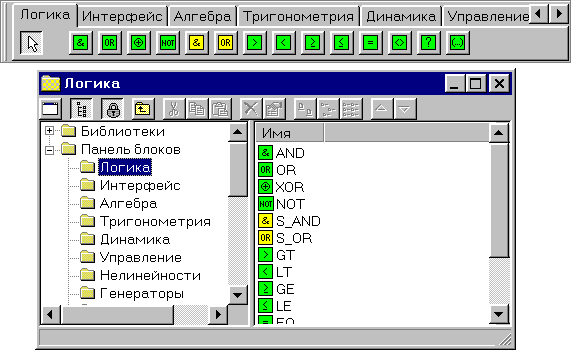 Логика Интерфейс Алгебра Тригонометрия Динамика Управление
& OR NOT & OR > < ≥ ≤ = <> ? (..)
Логика
Библиотеки
Панель блоков
Логика
Интерфейс
Алгебра
Тригонометрия
Динамика
Управление
Нелинейности
Генераторы
Имя
& AND
OR OR
XOR
NOT NOT
& S_AND
OR S_OR
> GT
< LT
≥ GE
≤ LE
= EQ